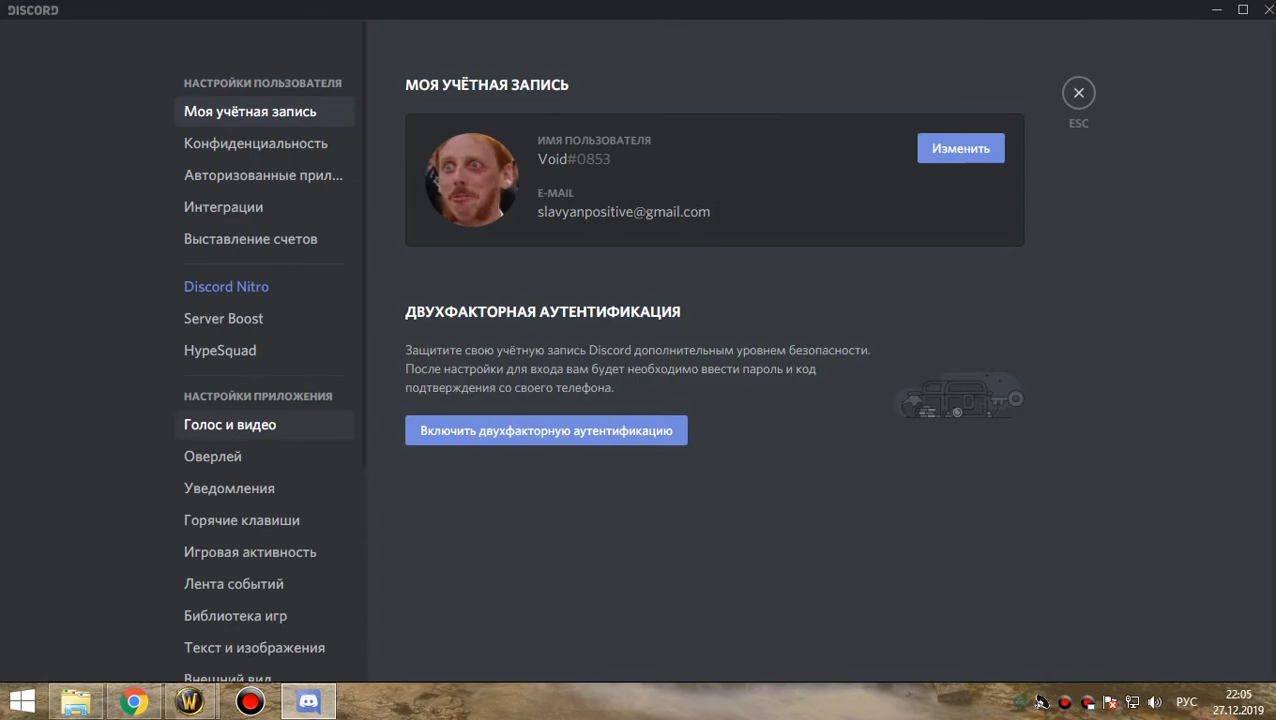 DISCORD
НАСТРОЙКИ ПОЛЬЗОВАТЕЛЯ
Моя учётная запись
Конфиденциальность
Авторизованные прил...
Интеграции
Выставление счетов
Discord Nitro
Server Boost
HypeSquad
НАСТРОЙКИ ПРИЛОЖЕНИЯ
Голос и видео
Оверлей
Уведомления
Горячие клавиши
Игровая активность
Лента событий
Библиотека игр
Текст и изображения
Внешний вид
МОЯ УЧЁТНАЯ ЗАПИСЬ
ИМЯ ПОЛЬЗОВАТЕЛЯ
Void#0853
Изменить
E-MAIL
slavyanpositive@gmail.com
ESC
ДВУХФАКТОРНАЯ АУТЕНТИФИКАЦИЯ
Защитите свою учётную запись Discord дополнительным уровнем безопасности.
После настройки для входа вам будет необходимо ввести пароль и код
подтверждения со своего телефона.
Включить двухфакторную аутентификацию
РУС
22:05
27.12.2019